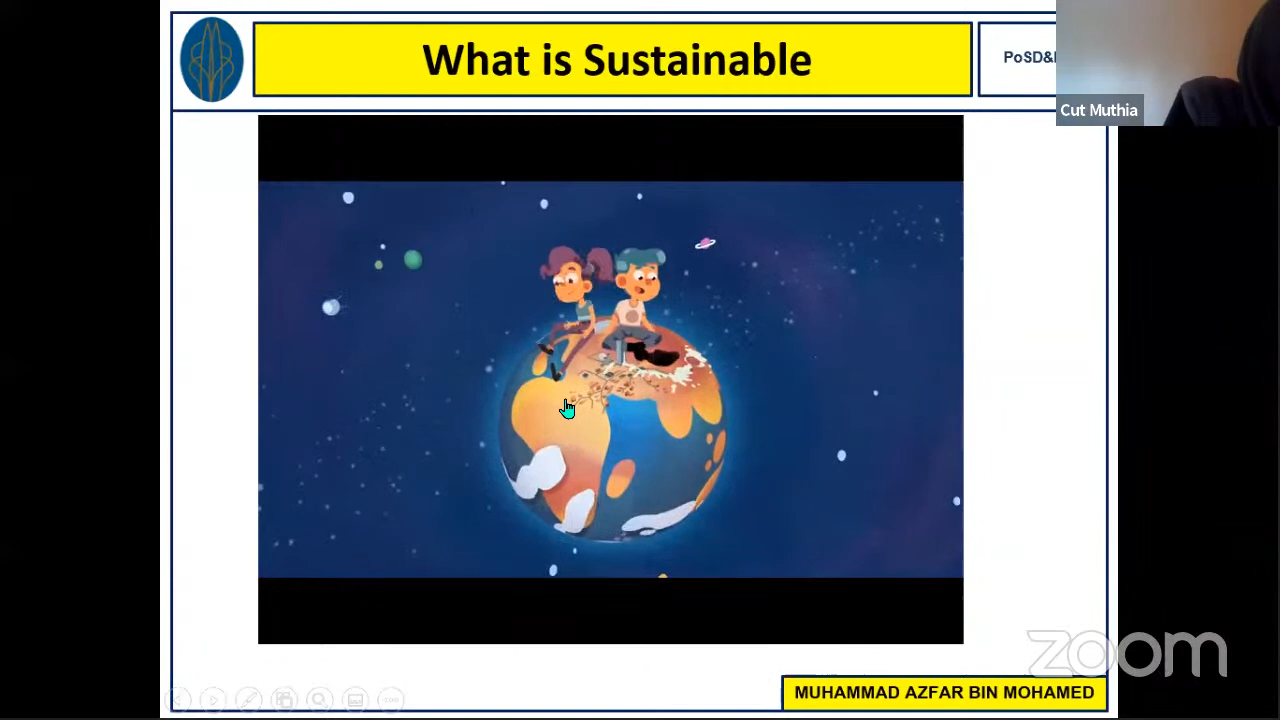 What is Sustainable
PoSD&
Cut Muthia
zoom
MUHAMMAD AZFAR BIN MOHAMED